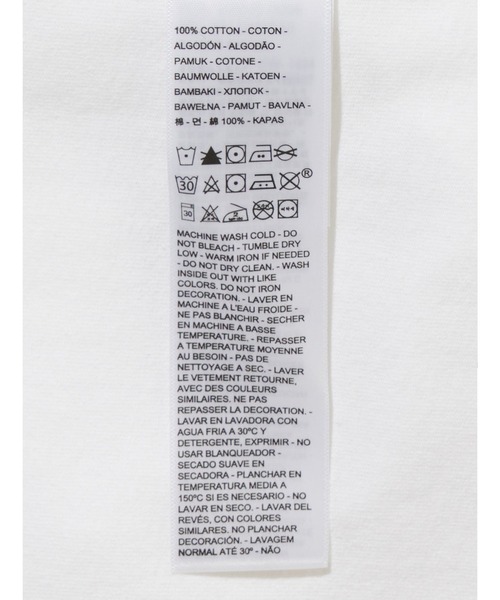 100% COTTON - COTON -
ALGODÓN - ALGODÃO -
PAMUK - COTONE -
BAUMWOLLE - KATOEN -
BAMBAKI - ХЛОПОК -
BAWEŁNA - PAMUT - BAVLNA -
棉 - 면 - 綿 100% - KAPAS
30 ®
30
MACHINE WASH COLD - DO
NOT BLEACH - TUMBLE DRY
LOW - WARM IRON IF NEEDED
- DO NOT DRY CLEAN. - WASH
INSIDE OUT WITH LIKE
COLORS. DO NOT IRON
DECORATION. - LAVER EN
MACHINE A L'EAU FROIDE -
NE PAS BLANCHIR - SECHER
EN MACHINE A BASSE
TEMPERATURE. - REPASSER
A TEMPERATURE MOYENNE
AU BESOIN - PAS DE
NETTOYAGE A SEC. - LAVER
LE VETEMENT RETOURNE,
AVEC DES COULEURS
SIMILAIRES. NE PAS
REPASSER LA DECORATION. -
LAVAR EN LAVADORA CON
AGUA FRIA A 30ºC Y
DETERGENTE, EXPRIMIR - NO
USAR BLANQUEADOR -
SECADO SUAVE EN
SECADORA - PLANCHAR EN
TEMPERATURA MEDIA A
150ºC SI ES NECESARIO - NO
LAVAR EN SECO. - LAVAR DEL
REVÉS, CON COLORES
SIMILARES. NO PLANCHAR
DECORACIÓN. - LAVAGEM
NORMAL ATÉ 30º - NÃO